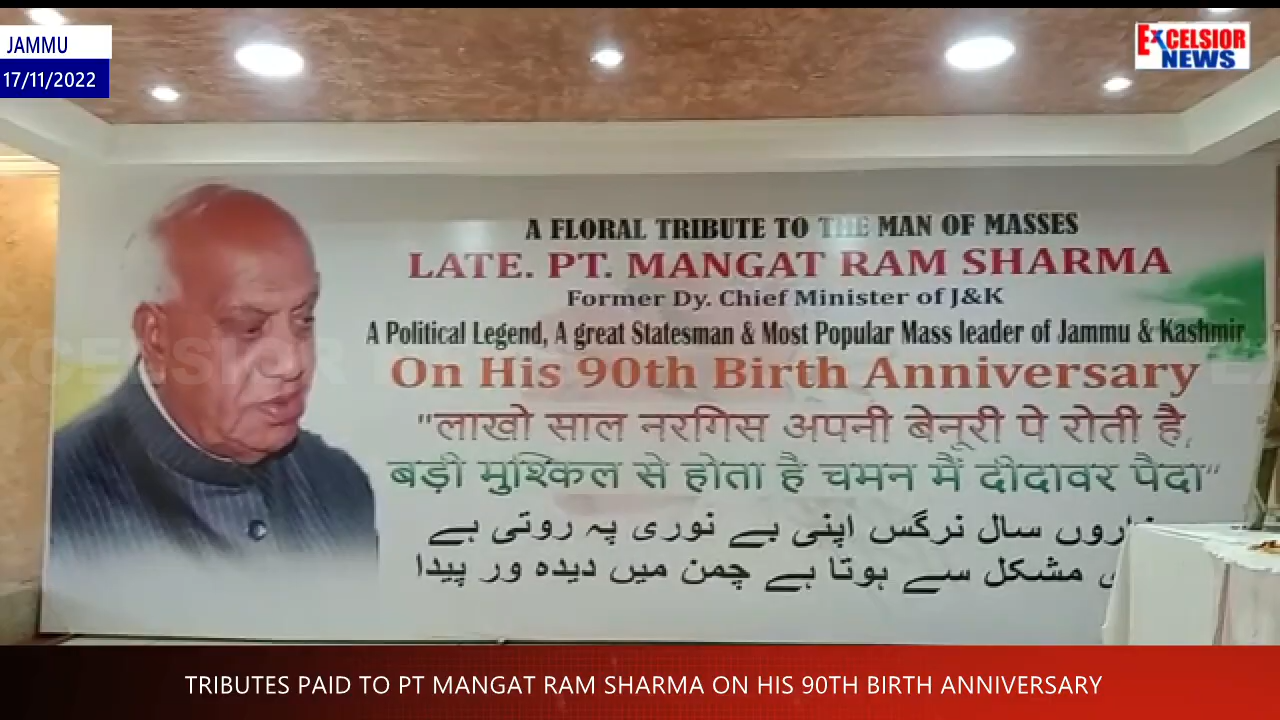 JAMMU
17/11/2022
EXCELSIOR
NEWS
A FLORAL TRIBUTE TO THE MAN OF MASSES
LATE. PT. MANGAT RAM SHARMA
Former Dy. Chief Minister of J&K
A Political Legend, A great Statesman & Most Popular Mass leader of Jammu & Kashmir
On His 90th Birth Anniversary
"लाखो साल नरगिस अपनी बेनूरी पे रोती है,
बड़ी मुश्किल से होता है चमन मैं दीदावर पैदा"
سال نرگس اپنی بے نوری پہ روتی ہے
مشکل سے ہوتا ہے چمن میں دیدہ ور پیدا
TRIBUTES PAID TO PT MANGAT RAM SHARMA ON HIS 90TH BIRTH ANNIVERSARY